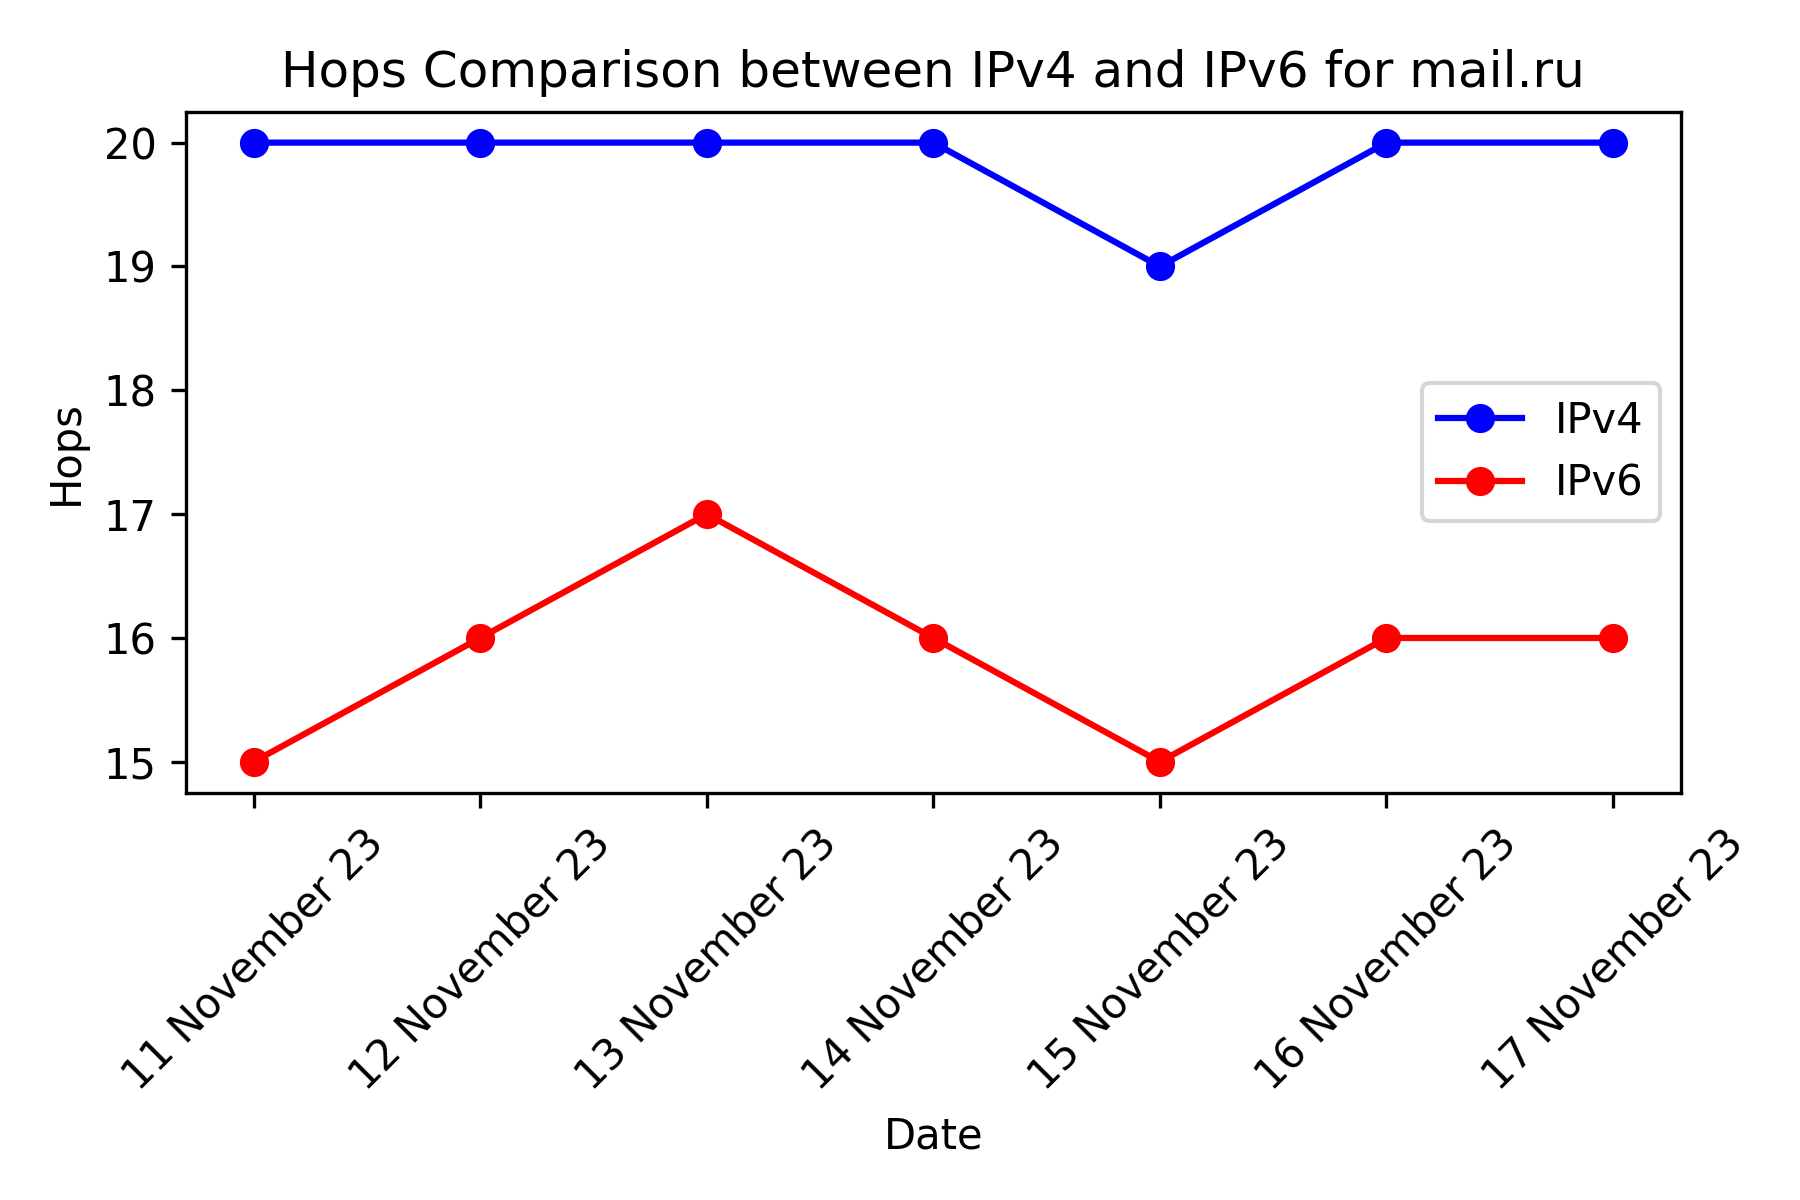 Hops Comparison between IPv4 and IPv6 for mail.ru
Hops
20
19
18
17
16
15
IPv4
IPv6
11 November 23
12 November 23
13 November 23
14 November 23
15 November 23
16 November 23
17 November 23
Date